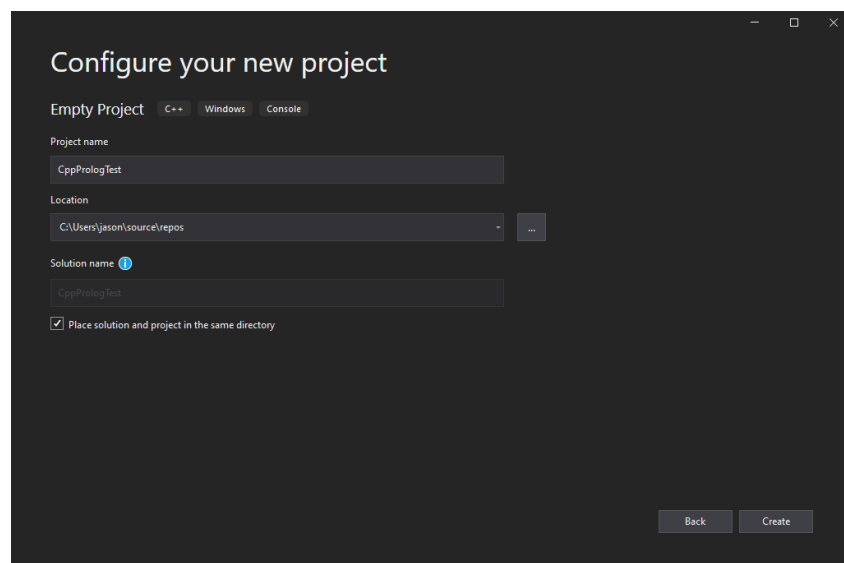 Configure your new project
Empty Project C++ Windows Console
Project name
CppPrologTest
Location
C:\Users\jason\source\repos
...
Solution name
CppPrologTest
Place solution and project in the same directory
Back Create